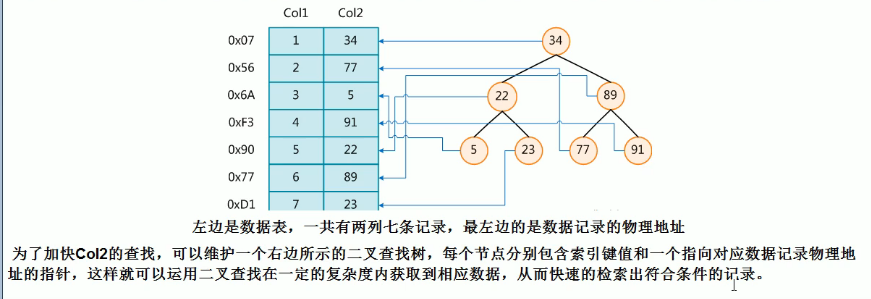 Col1 Col2
0x07 1 34 34
0x56 2 77
0x6A 3 5 22 89
0xF3 4 91
0x90 5 22 5 23 77 91
0x77 6 89
0xD1 7 23
左边是数据表，一共有两列七条记录，最左边的是数据记录的物理地址
为了加快Col2的查找，可以维护一个右边所示的二叉查找树，每个节点分别包含索引键值和一个指向对应数据记录物理地
址的指针，这样就可以运用二叉查找在一定的复杂度内获取到相应数据，从而快速的检索出符合条件的记录。